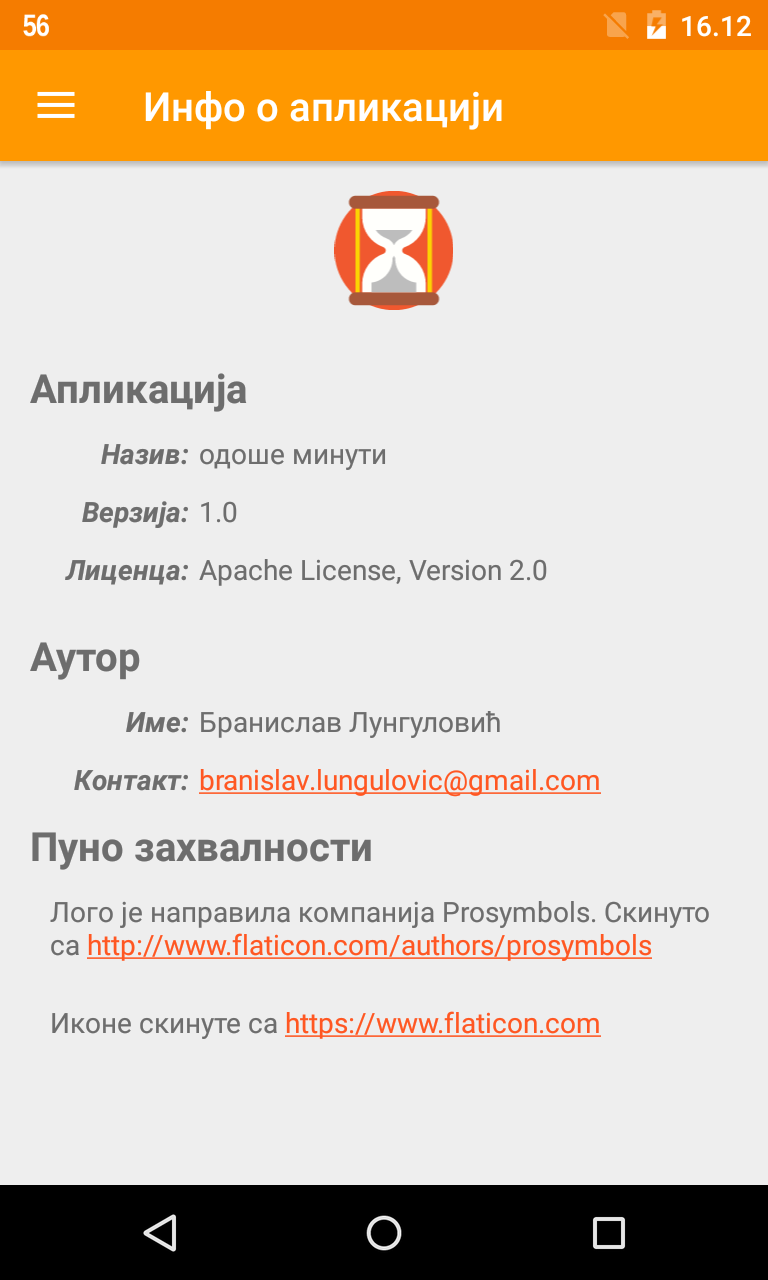 56
16.12
Инфо о апликацији
Апликација
Назив: одоше минути
Верзија: 1.0
Лиценца: Apache License, Version 2.0
Аутор
Име: Бранислав Лунгуловић
Контакт: branislav.lungulovic@gmail.com
Пуно захвалности
Лого је направила компанија Prosymbols. Скинуто
са http://www.flaticon.com/authors/prosymbols
Иконе скинуте са https://www.flaticon.com